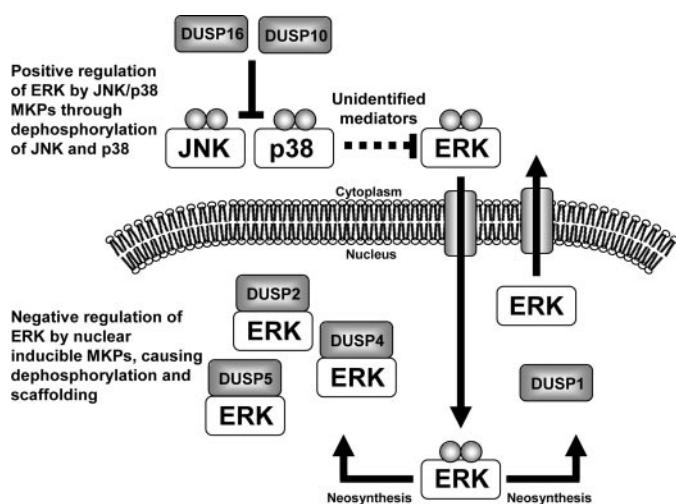 DUSP16 DUSP10
Positive regulation
of ERK by JNK/p38
MKPs through
dephosphorylation
of JNK and p38
Unidentified
mediators
JNK p38 ERK
Cytoplasm
Nucleus
ERK
Negative regulation of
ERK by nuclear
inducible MKPs, causing
dephosphorylation and
scaffolding
DUSP2
ERK
DUSP4
ERK
DUSP5
ERK
DUSP1
ERK
Neosynthesis Neosynthesis